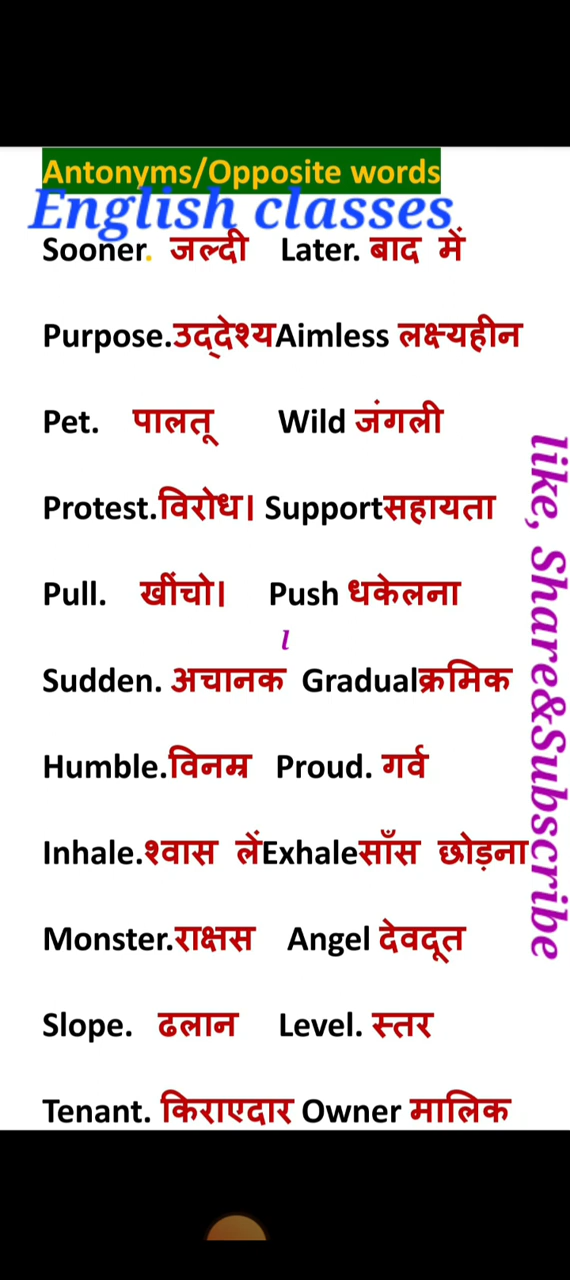 Antonyms/Opposite words
English classes
Sooner. जल्दी Later. बाद में
Purpose.उद्देश्यAimless लक्ष्यहीन
Pet. पालतू Wild जंगली
Protest.विरोध। Supportसहायता
Pull. खींचो। Push धकेलना
l
Sudden. अचानक Gradualक्रमिक
Humble.विनम्र Proud. गर्व
Inhale.श्वास लेंExhaleसाँस छोड़ना
Monster.राक्षस Angel देवदूत
Slope. ढलान Level. स्तर
Tenant. किराएदार Owner मालिक
like, Share&Subscribe